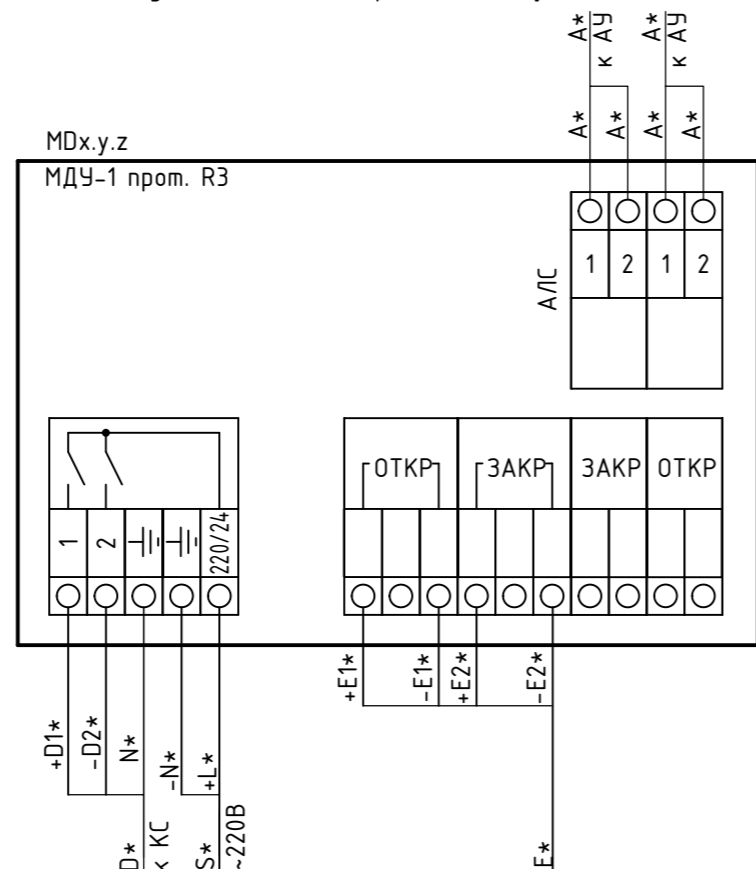 A*
к АУ
A*
к АУ
A*
A*
A*
A*
MDx.y.z
МДУ-1 прот. R3
АЛС
1
2
1
2
ОТКР
ЗАКР
ЗАКР
ОТКР
1
2
220/24
+D1*
-D2*
N*
-N*
+L*
+E1*
-E1*
+E2*
-E2*
D*
к КС
S*
~220В
E*